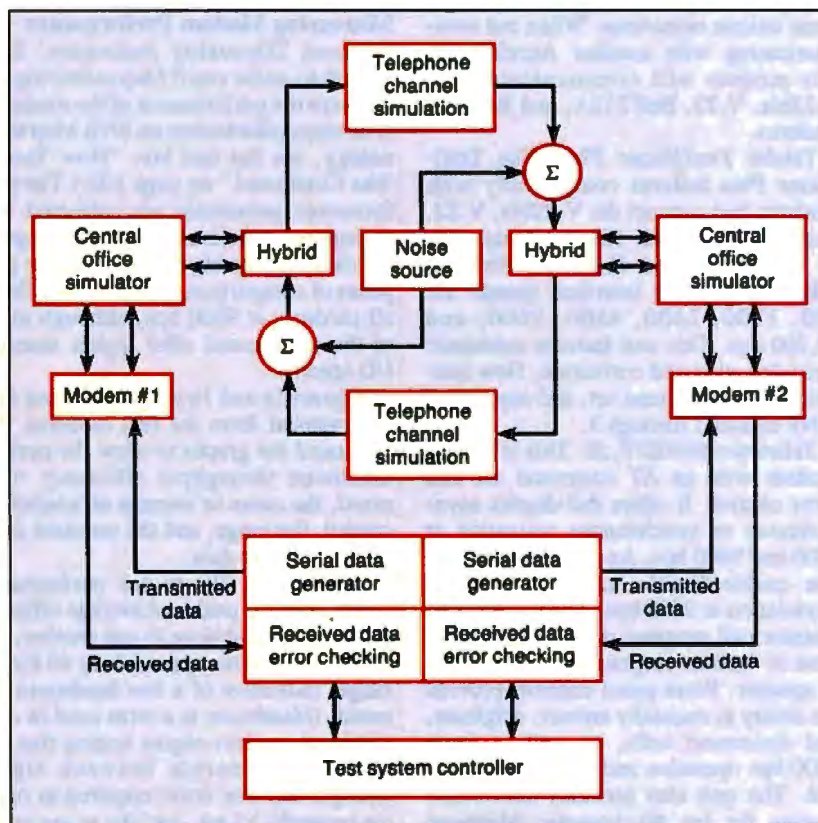 Telephone
channel
simulation
Σ
Central
office
simulator
Hybrid
Noise
source
Hybrid
Central
office
simulator
Σ
Modem #1
Telephone
channel
simulation
Modem #2
Transmitted
data
Serial data
generator
Serial data
generator
Transmitted
data
Received data
Received data
error checking
Received data
error checking
Received data
Test system controller